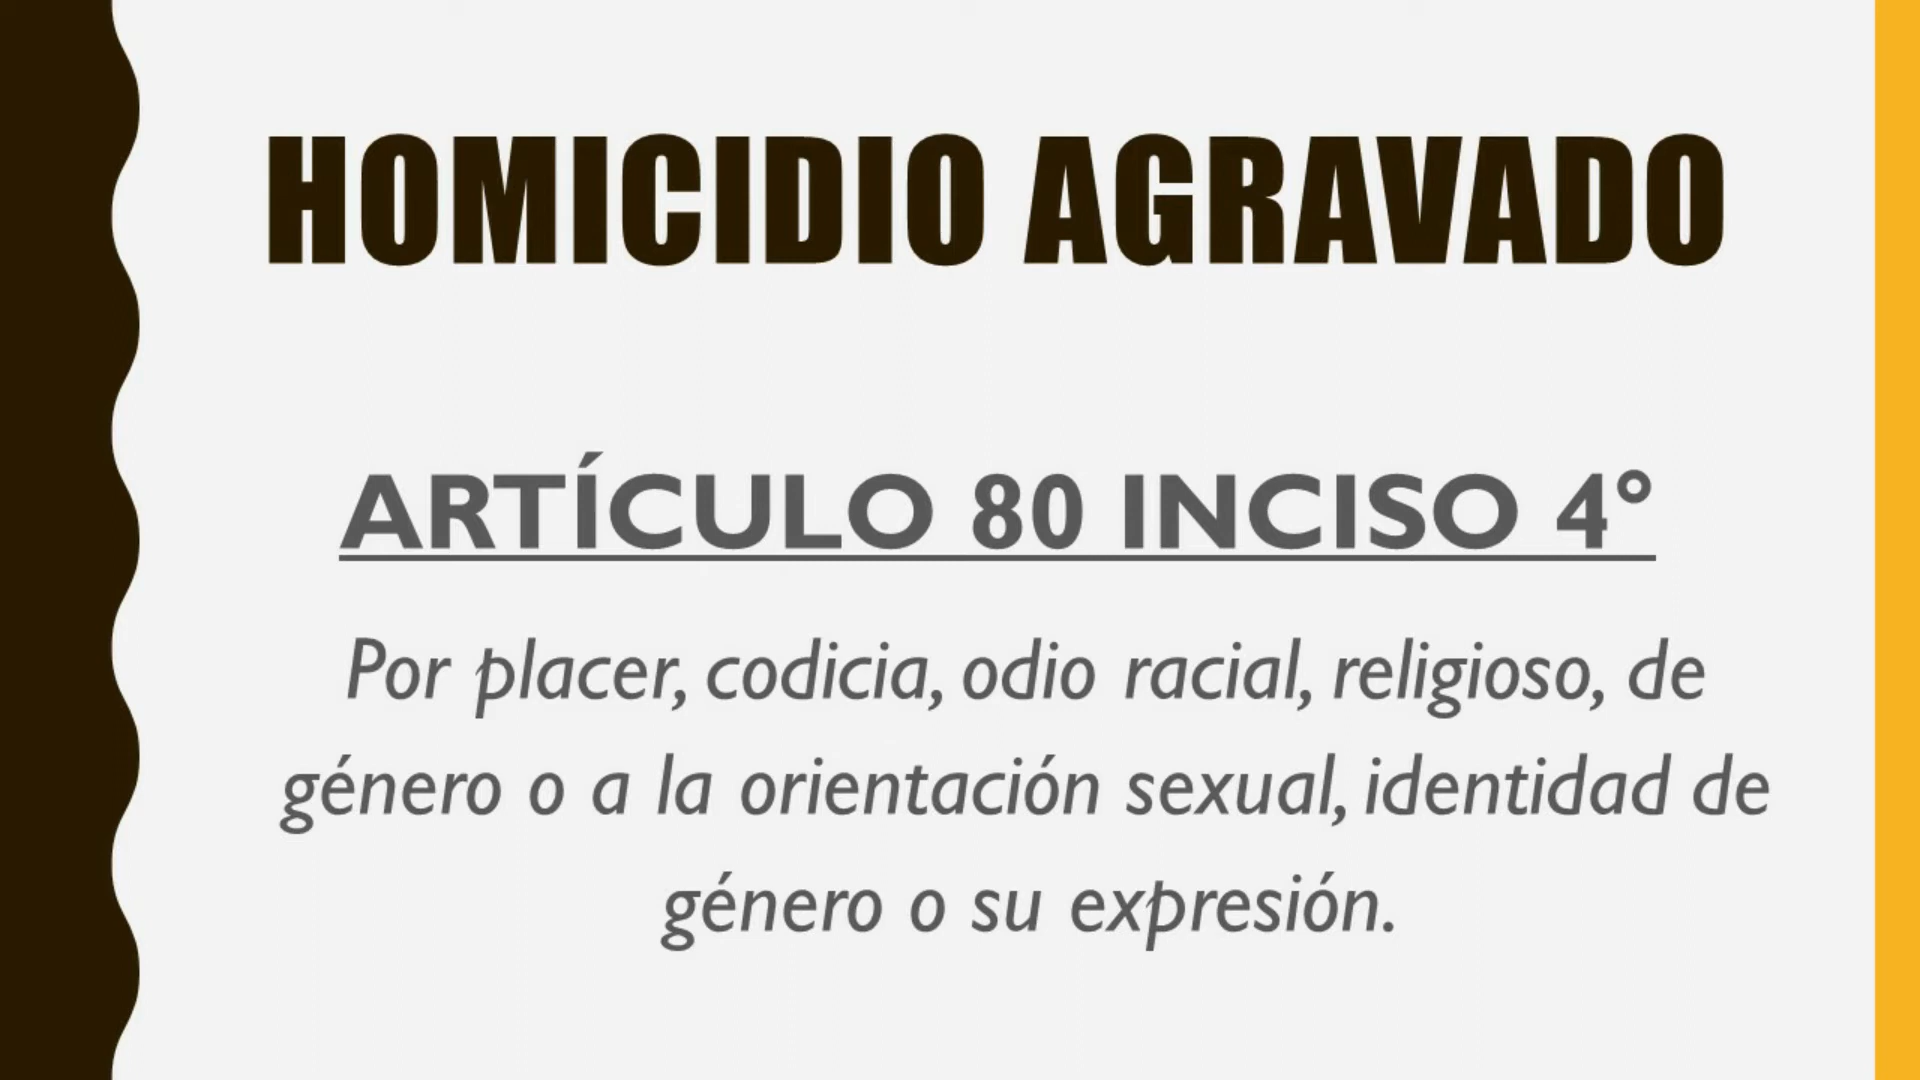 HOMICIDIO AGRAVADO
ARTÍCULO 80 INCISO 4°
Por placer, codicia, odio racial, religioso, de
género o a la orientación sexual, identidad de
género o su expresión.